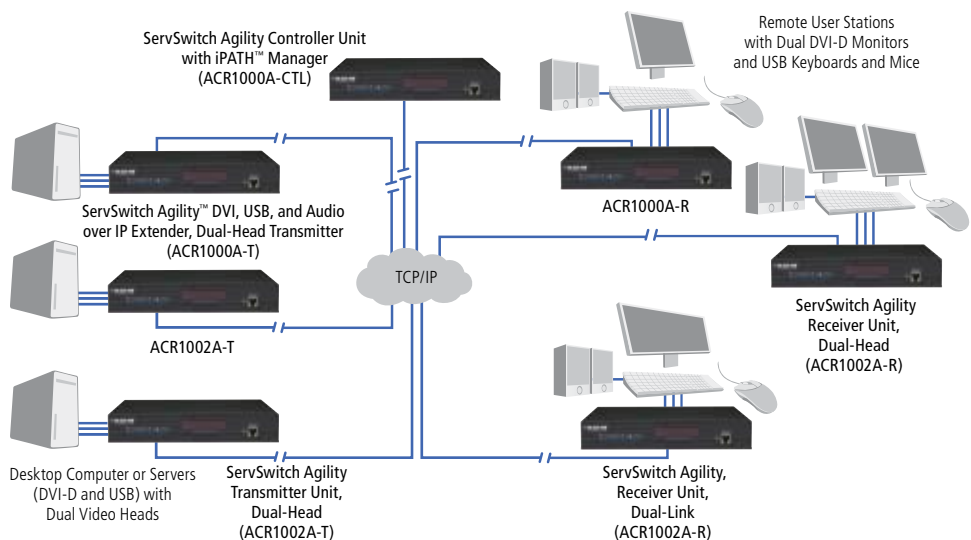 ServSwitch Agility Controller Unit
with iPATH™ Manager
(ACR1000A-CTL)
Remote User Stations
with Dual DVI-D Monitors
and USB Keyboards and Mice
ServSwitch Agility™ DVI, USB, and Audio
over IP Extender, Dual-Head Transmitter
(ACR1000A-T)
ACR1000A-R
TCP/IP
ACR1002A-T
ServSwitch Agility
Receiver Unit,
Dual-Head
(ACR1002A-R)
Desktop Computer or Servers
(DVI-D and USB) with
Dual Video Heads
ServSwitch Agility
Transmitter Unit,
Dual-Head
(ACR1002A-T)
ServSwitch Agility,
Receiver Unit,
Dual-Link
(ACR1002A-R)